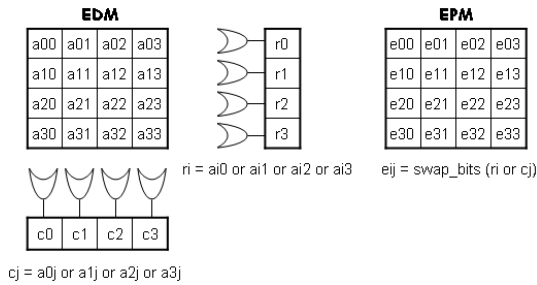 EDM
EPM
a00 a01 a02 a03
a10 a11 a12 a13
a20 a21 a22 a23
a30 a31 a32 a33
r0
r1
r2
r3
e00 e01 e02 e03
e10 e11 e12 e13
e20 e21 e22 e23
e30 e31 e32 e33
ri = ai0 or ai1 or ai2 or ai3
eij = swap_bits (ri or cj)
c0 c1 c2 c3
cj = a0j or a1j or a2j or a3j